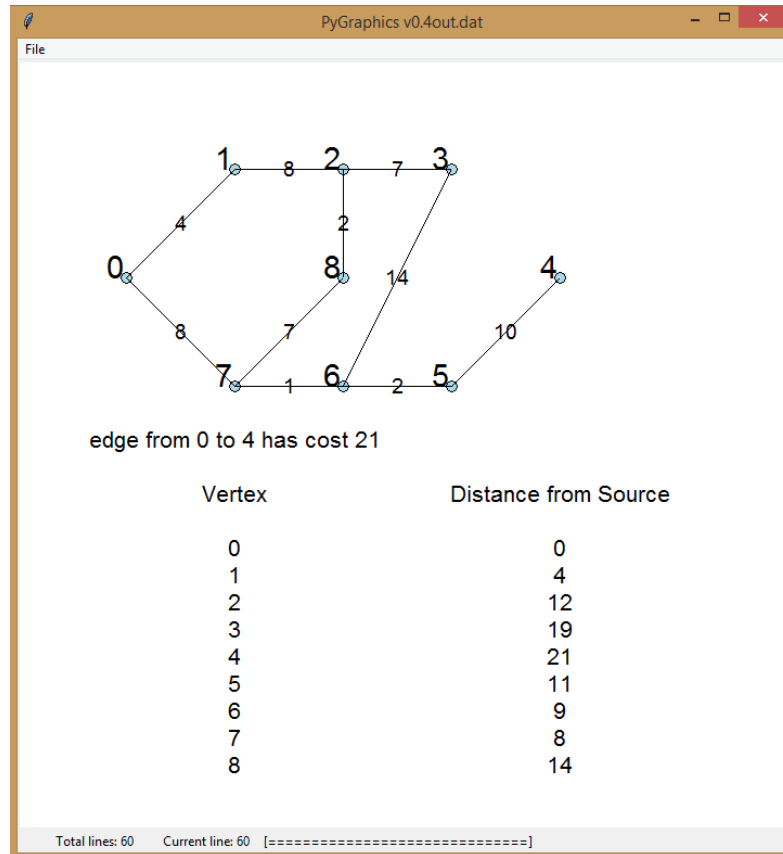 PyGraphics v0.4out.dat
File
1 8 2 7 3
4 2
0 8 14 4
8 7 10
7 1 6 2 5
edge from 0 to 4 has cost 21
Vertex Distance from Source
0 0
1 4
2 12
3 19
4 21
5 11
6 9
7 8
8 14
Total lines: 60 Current line: 60 [==============================]